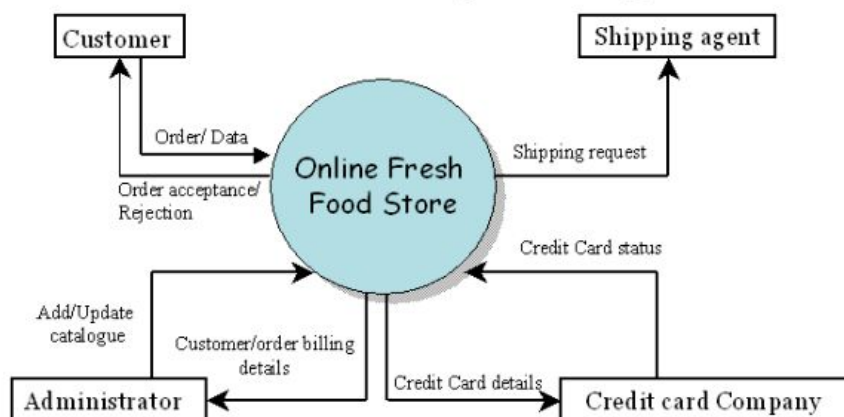 Customer
Shipping agent
Order/ Data
Order acceptance/
Rejection
Online Fresh
Food Store
Shipping request
Credit Card status
Add/Update
catalogue
Customer/order billing
details
Credit Card details
Administrator
Credit card Company